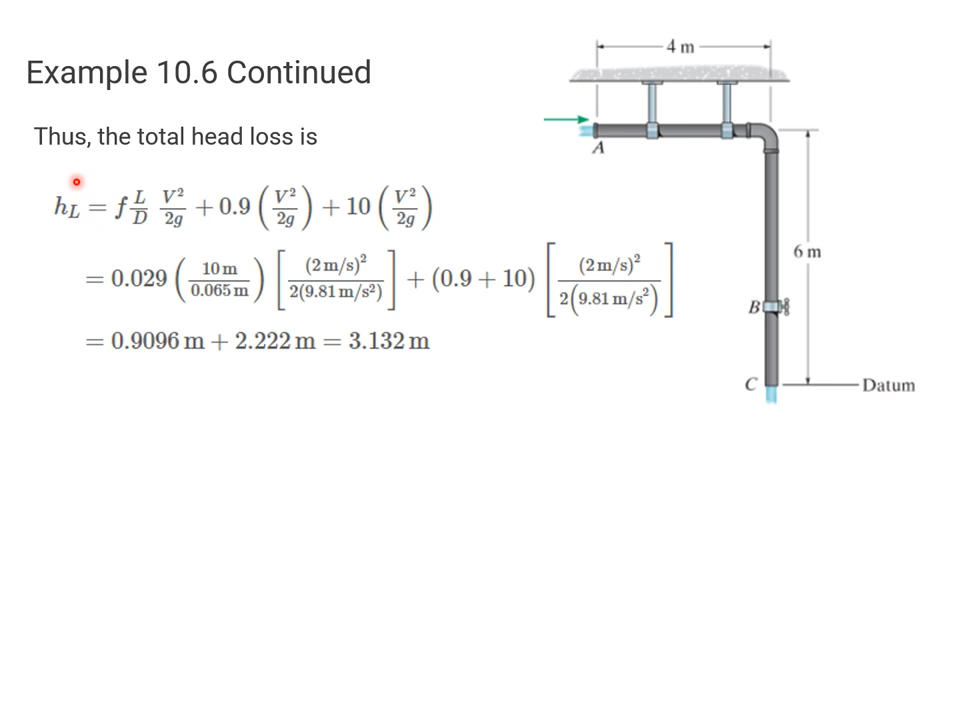 Example 10.6 Continued
Thus, the total head loss is
h_L = f L/D V²/2g + 0.9 (V²/2g) + 10 (V²/2g)
= 0.029 (10 m/0.065 m) [(2 m/s)²/2(9.81 m/s²)] + (0.9 + 10) [(2 m/s)²/2(9.81 m/s²)]
= 0.9096 m + 2.222 m = 3.132 m
4 m
A
6 m
B
C
Datum